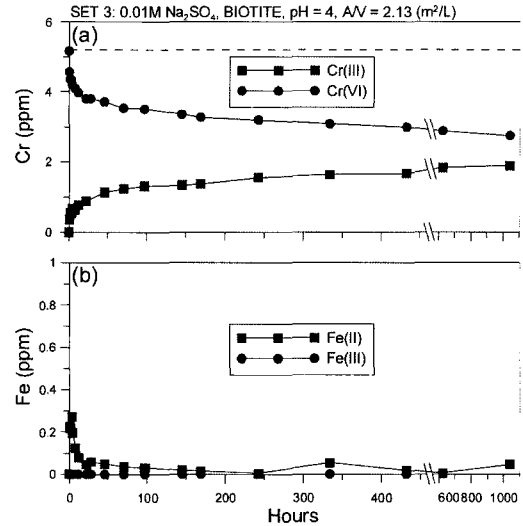 SET 3: 0.01M Na₂SO₄, BIOTITE, pH = 4, A/V = 2.13 (m²/L)
(a)
Cr(III)
Cr(VI)
Cr (ppm)
6
4
2
0
(b)
Fe(II)
Fe(III)
Fe (ppm)
1
0.8
0.6
0.4
0.2
0
0 100 200 300 400 600 800 1000
Hours